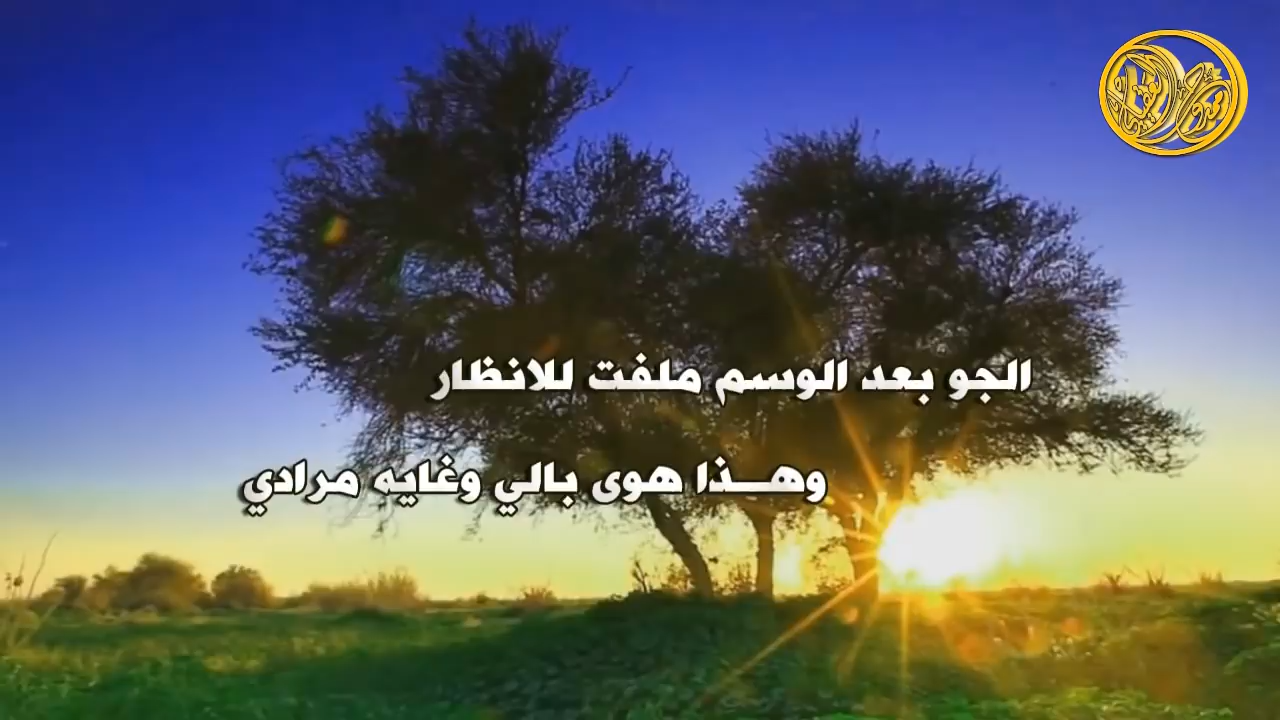 الجو بعد الوسم ملفت للانظار
وهـــذا هوى بالي وغايه مرادي